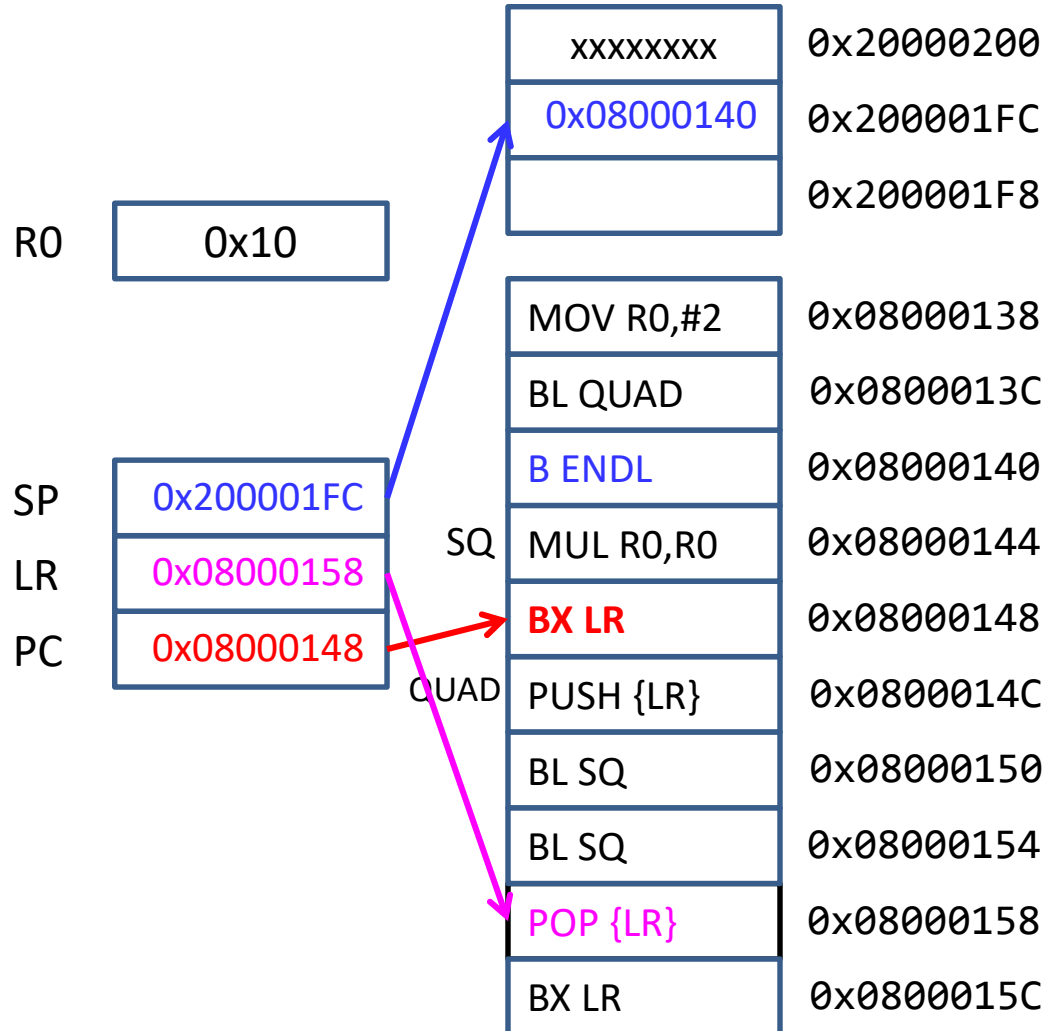 xxxxxxxx 0x20000200
0x08000140 0x200001FC
0x200001F8
R0 0x10
MOV R0,#2 0x08000138
BL QUAD 0x0800013C
B ENDL 0x08000140
SP 0x200001FC
SQ MUL R0,R0 0x08000144
LR 0x08000158
BX LR 0x08000148
PC 0x08000148
QUAD PUSH {LR} 0x0800014C
BL SQ 0x08000150
BL SQ 0x08000154
POP {LR} 0x08000158
BX LR 0x0800015C